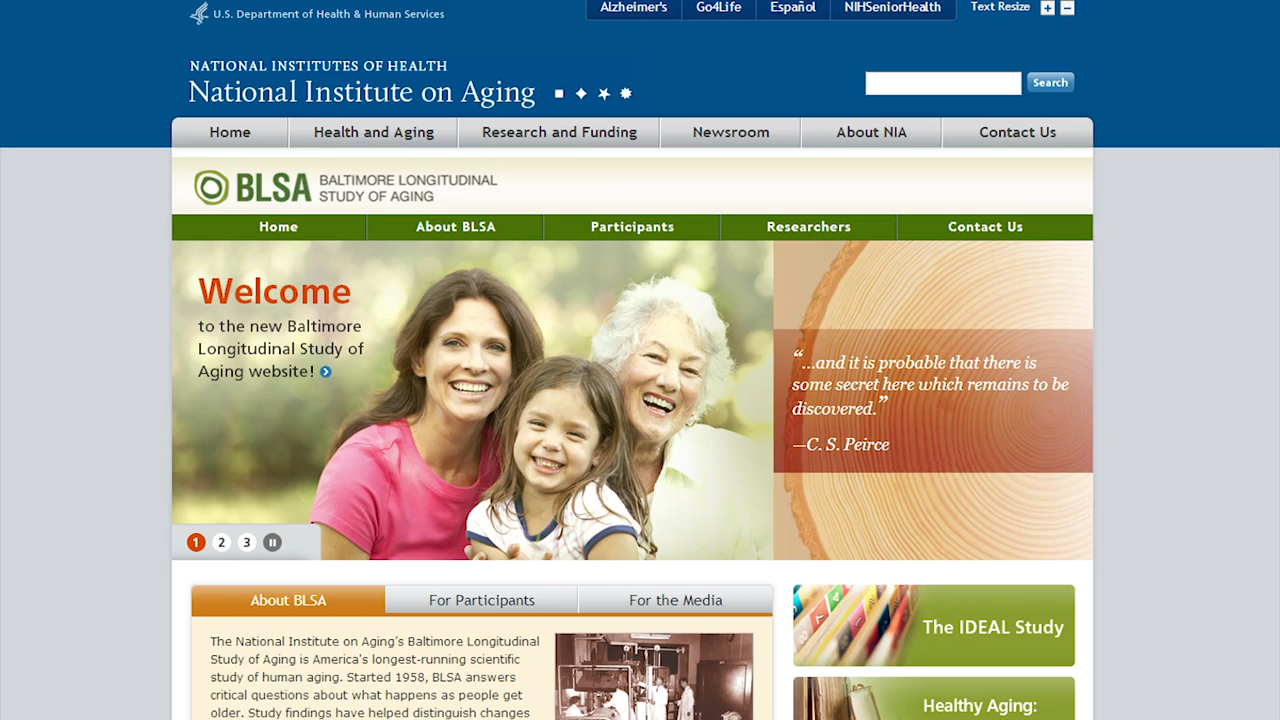 U.S. Department of Health & Human Services
Alzheimer's
Go4Life
Español
NIHSeniorHealth
Text Resize + −
NATIONAL INSTITUTES OF HEALTH
National Institute on Aging
Search
Home
Health and Aging
Research and Funding
Newsroom
About NIA
Contact Us
BLSA
BALTIMORE LONGITUDINAL
STUDY OF AGING
Home
About BLSA
Participants
Researchers
Contact Us
Welcome
to the new Baltimore
Longitudinal Study of
Aging website!
“...and it is probable that there is
some secret here which remains to be
discovered.”
—C. S. Peirce
1 2 3
About BLSA
For Participants
For the Media
The National Institute on Aging's Baltimore Longitudinal
Study of Aging is America's longest-running scientific
study of human aging. Started 1958, BLSA answers
critical questions about what happens as people get
older. Study findings have helped distinguish changes
The IDEAL Study
Healthy Aging: